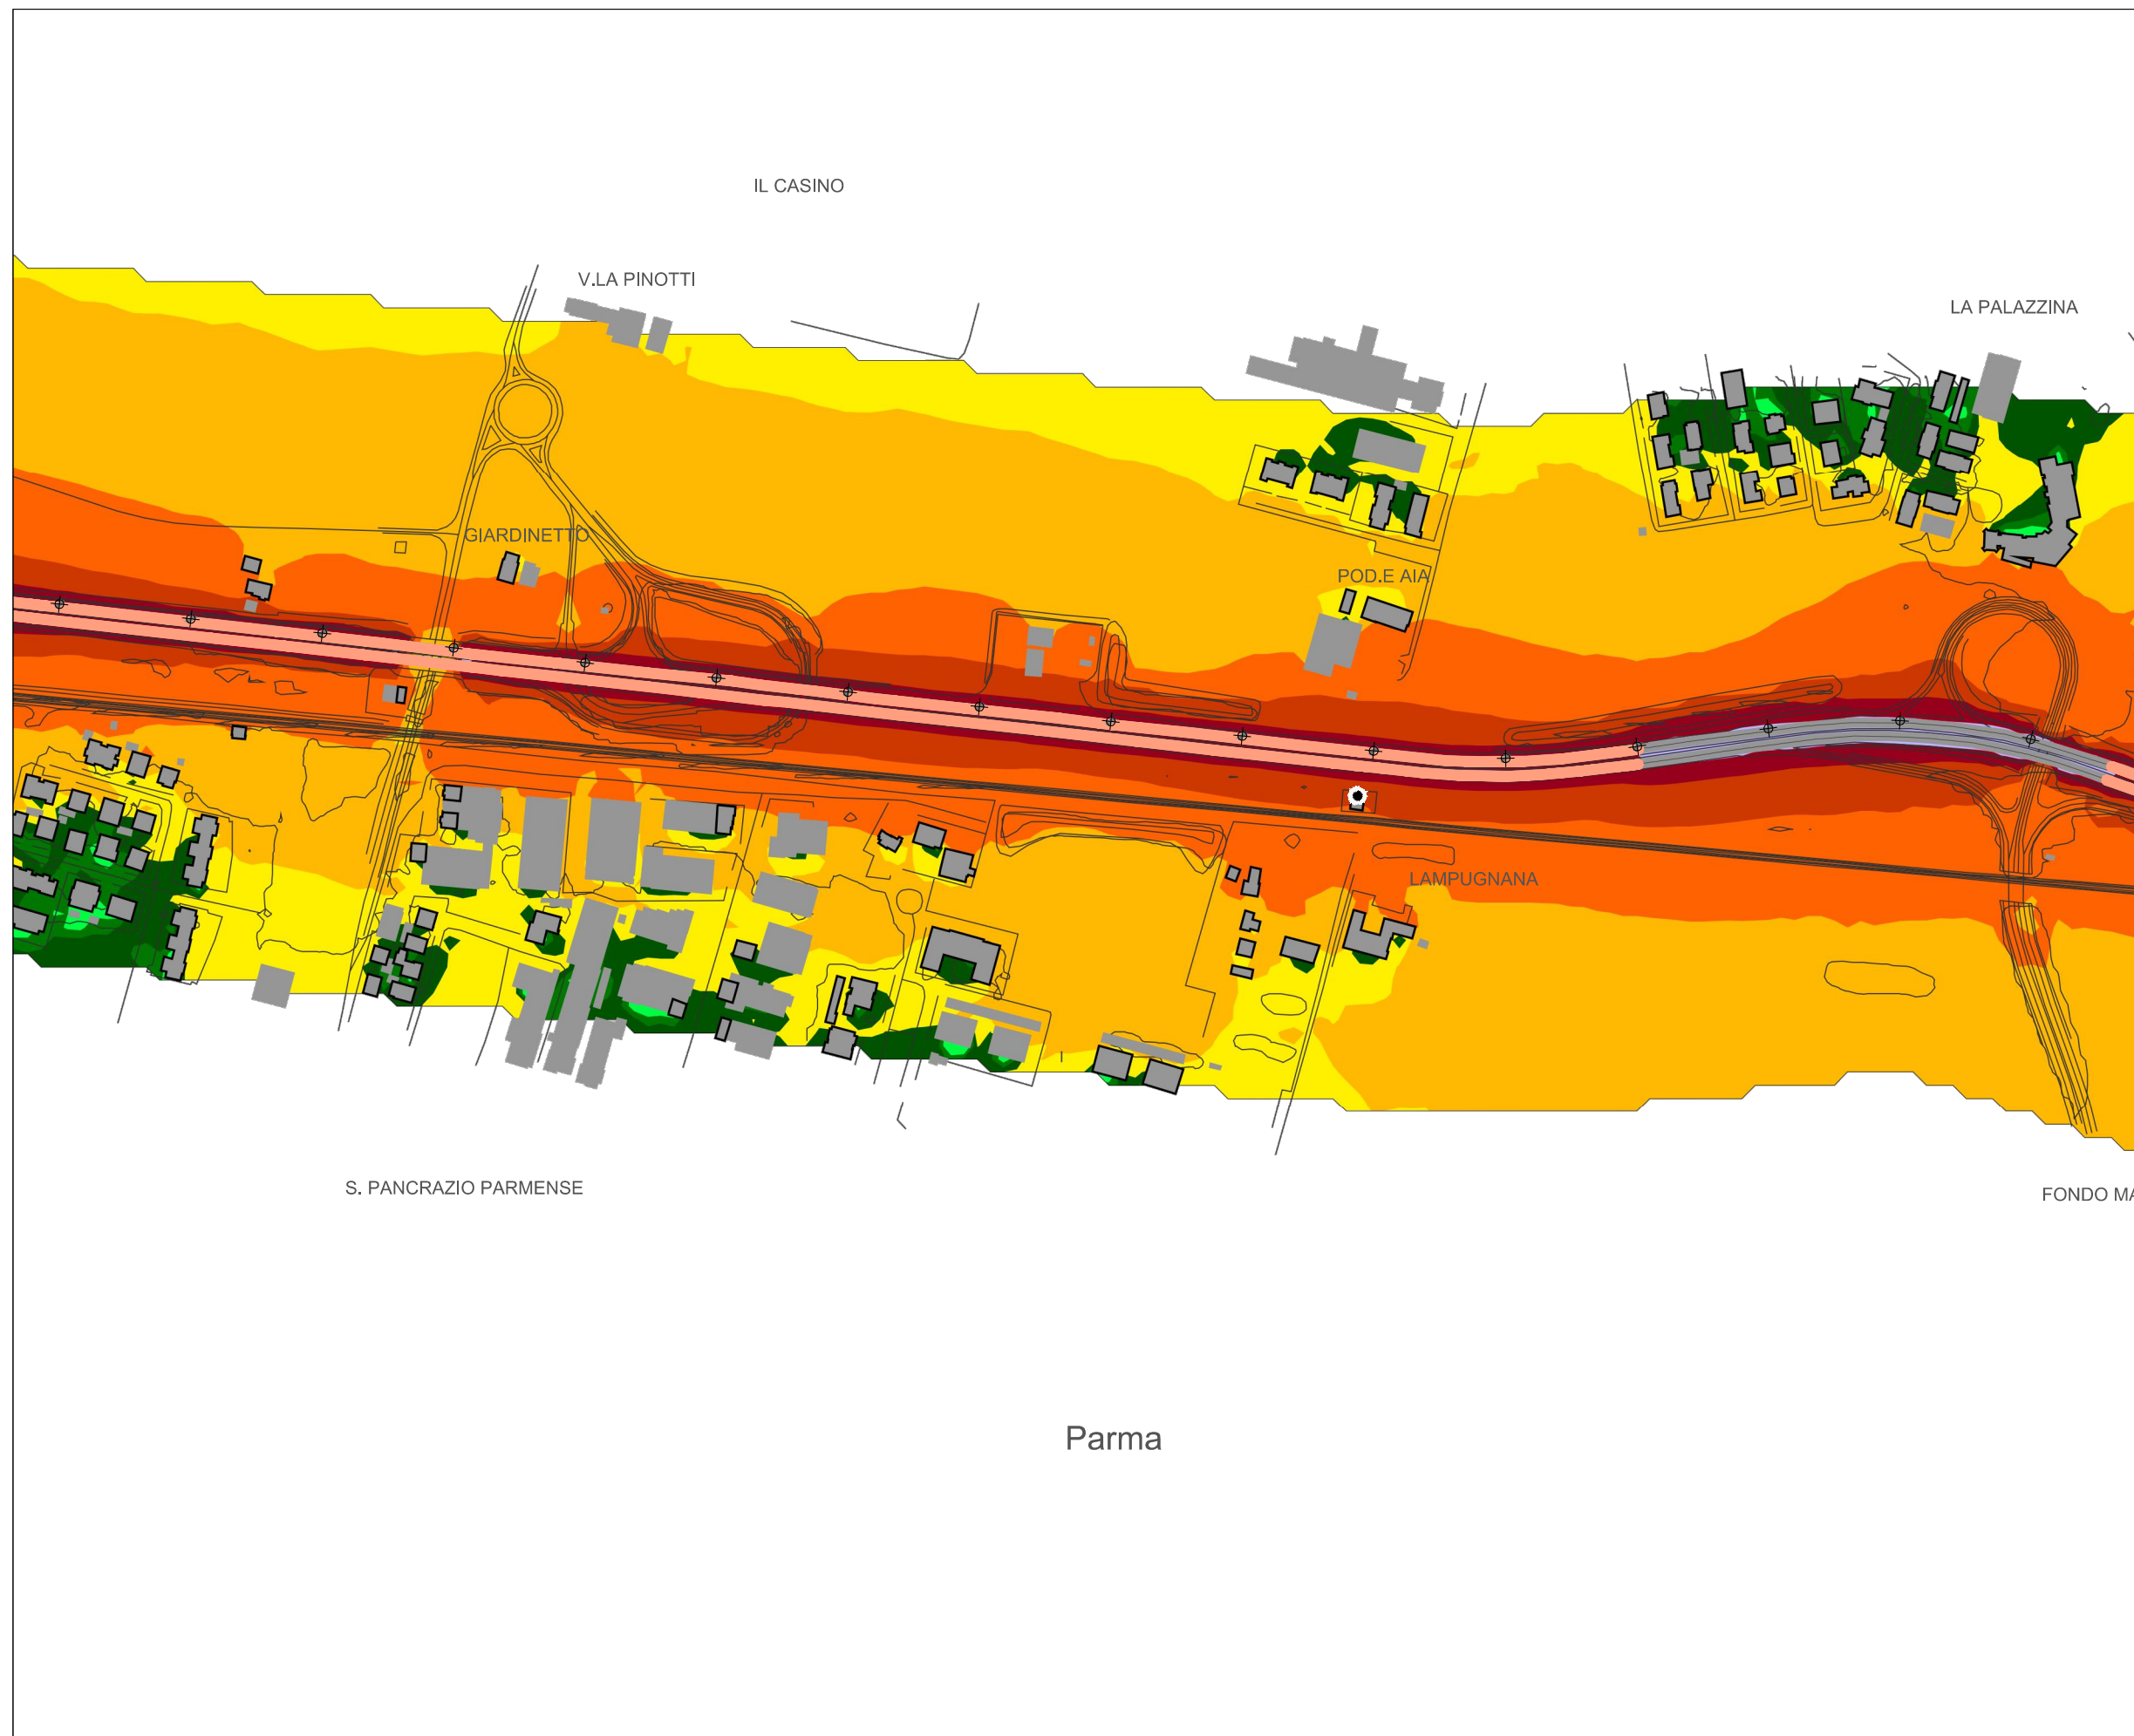 IL CASINO
V.LA PINOTTI
LA PALAZZINA
GIARDINETTO
POD.E AIA
LAMPUGNANA
S. PANCRAZIO PARMENSE
FONDO MA
Parma